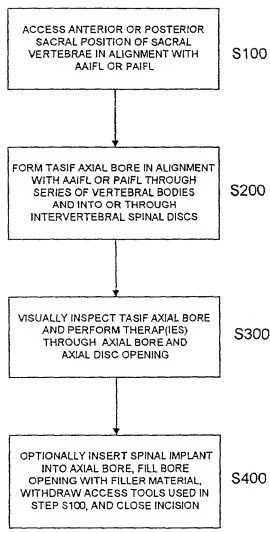 ACCESS ANTERIOR OR POSTERIOR
SACRAL POSITION OF SACRAL
VERTEBRAE IN ALIGNMENT WITH
AAIFL OR PAIFL
S100
FORM TASIF AXIAL BORE IN ALIGNMENT
WITH AAIFL OR PAIFL THROUGH
SERIES OF VERTEBRAL BODIES
AND INTO OR THROUGH
INTERVERTEBRAL SPINAL DISCS
S200
VISUALLY INSPECT TASIF AXIAL BORE
AND PERFORM THERAP(IES)
THROUGH AXIAL BORE AND
AXIAL DISC OPENING
S300
OPTIONALLY INSERT SPINAL IMPLANT
INTO AXIAL BORE, FILL BORE
OPENING WITH FILLER MATERIAL,
WITHDRAW ACCESS TOOLS USED IN
STEP S100, AND CLOSE INCISION
S400